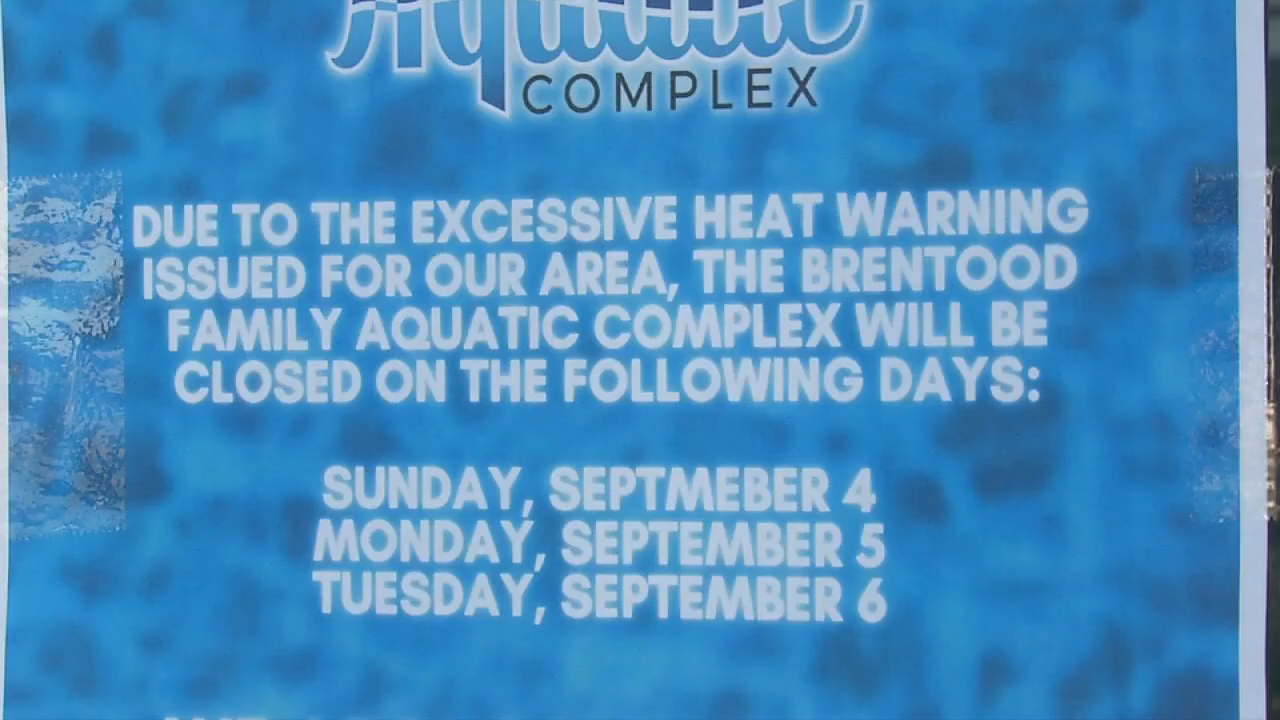 Aquatic
COMPLEX
DUE TO THE EXCESSIVE HEAT WARNING
ISSUED FOR OUR AREA, THE BRENTOOD
FAMILY AQUATIC COMPLEX WILL BE
CLOSED ON THE FOLLOWING DAYS:
SUNDAY, SEPTMEBER 4
MONDAY, SEPTEMBER 5
TUESDAY, SEPTEMBER 6